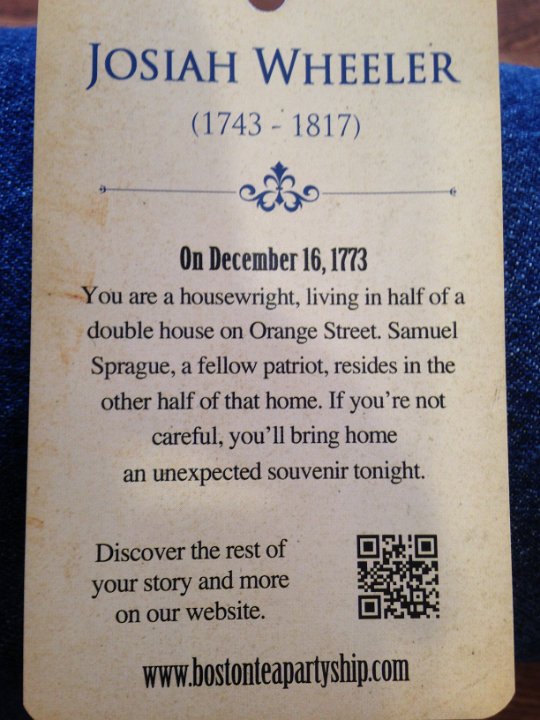 JOSIAH WHEELER
(1743 - 1817)
On December 16, 1773
You are a housewright, living in half of a
double house on Orange Street. Samuel
Sprague, a fellow patriot, resides in the
other half of that home. If you're not
careful, you'll bring home
an unexpected souvenir tonight.
Discover the rest of
your story and more
on our website.
www.bostonteapartyship.com